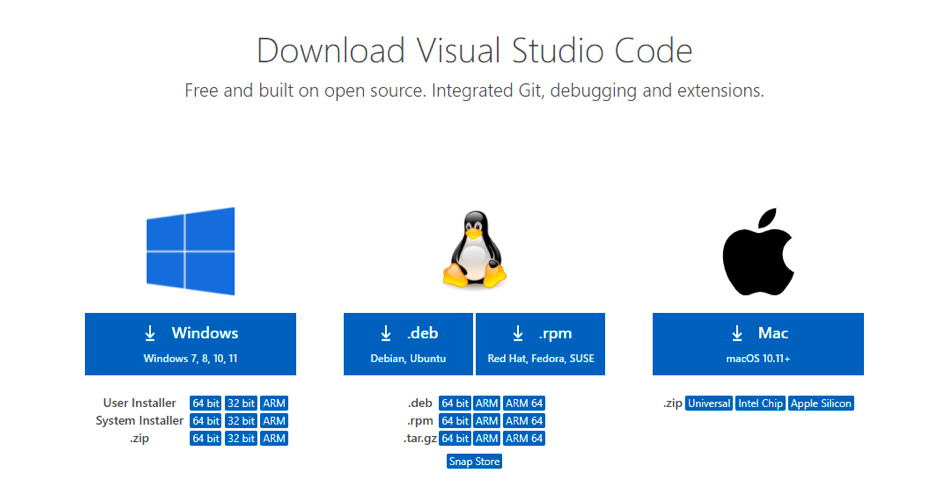 Download Visual Studio Code
Free and built on open source. Integrated Git, debugging and extensions.
Windows
Windows 7, 8, 10, 11
User Installer 64 bit 32 bit ARM
System Installer 64 bit 32 bit ARM
.zip 64 bit 32 bit ARM
.deb
Debian, Ubuntu
.rpm
Red Hat, Fedora, SUSE
.deb 64 bit ARM ARM 64
.rpm 64 bit ARM ARM 64
.tar.gz 64 bit ARM ARM 64
Snap Store
Mac
macOS 10.11+
.zip Universal Intel Chip Apple Silicon